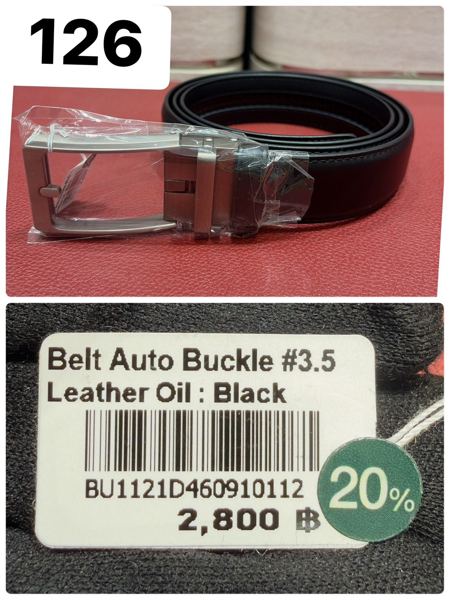 126
Belt Auto Buckle #3.5
Leather Oil : Black
BU1121D460910112
2,800 ฿
20%